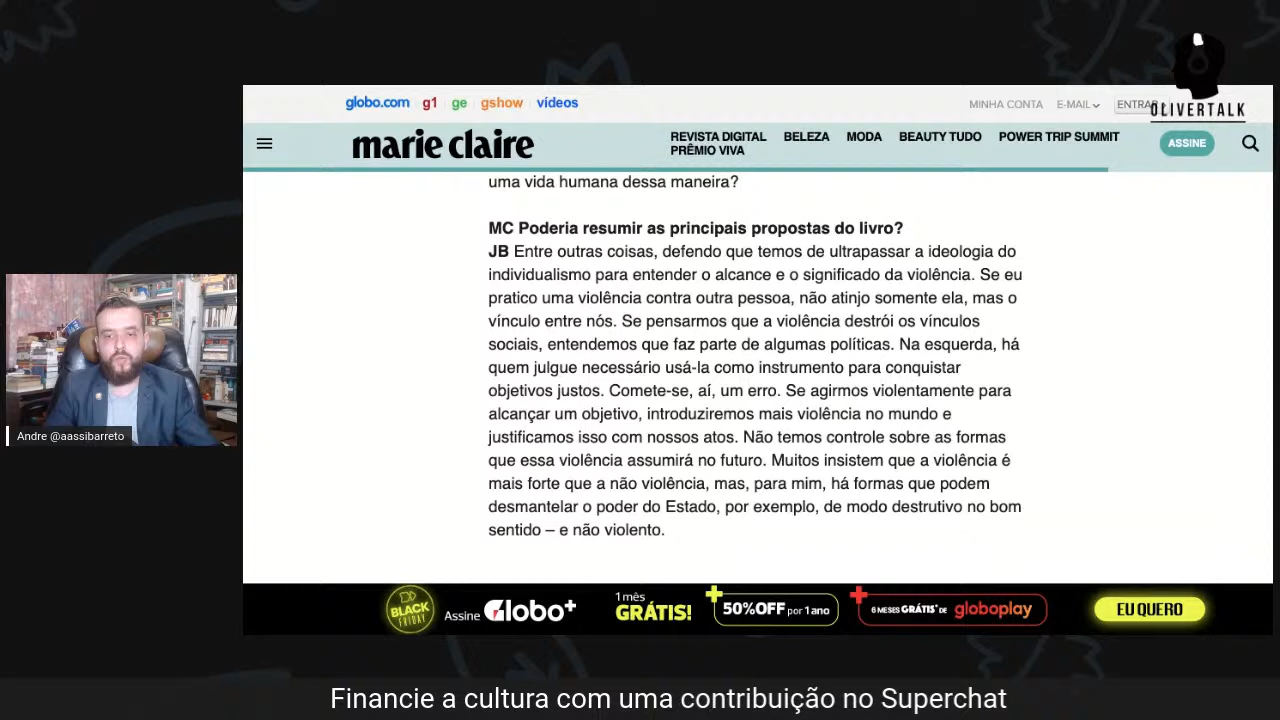 globo.com g1 ge gshow vídeos
MINHA CONTA E-MAIL ENTRAR
OLIVERTALK
marie claire
REVISTA DIGITAL BELEZA MODA BEAUTY TUDO POWER TRIP SUMMIT
PRÊMIO VIVA
ASSINE
uma vida humana dessa maneira?
MC Poderia resumir as principais propostas do livro?
JB Entre outras coisas, defendo que temos de ultrapassar a ideologia do
individualismo para entender o alcance e o significado da violência. Se eu
pratico uma violência contra outra pessoa, não atinjo somente ela, mas o
vínculo entre nós. Se pensarmos que a violência destrói os vínculos
sociais, entendemos que faz parte de algumas políticas. Na esquerda, há
quem julgue necessário usá-la como instrumento para conquistar
objetivos justos. Comete-se, aí, um erro. Se agirmos violentamente para
alcançar um objetivo, introduziremos mais violência no mundo e
justificamos isso com nossos atos. Não temos controle sobre as formas
que essa violência assumirá no futuro. Muitos insistem que a violência é
mais forte que a não violência, mas, para mim, há formas que podem
desmantelar o poder do Estado, por exemplo, de modo destrutivo no bom
sentido – e não violento.
Andre @aassibarreto
BLACK
FRIDAY
Assine Globo+
1 mês
GRÁTIS!
50%OFF por 1 ano
6 MESES GRÁTIS* DE globoplay
EU QUERO
Financie a cultura com uma contribuição no Superchat